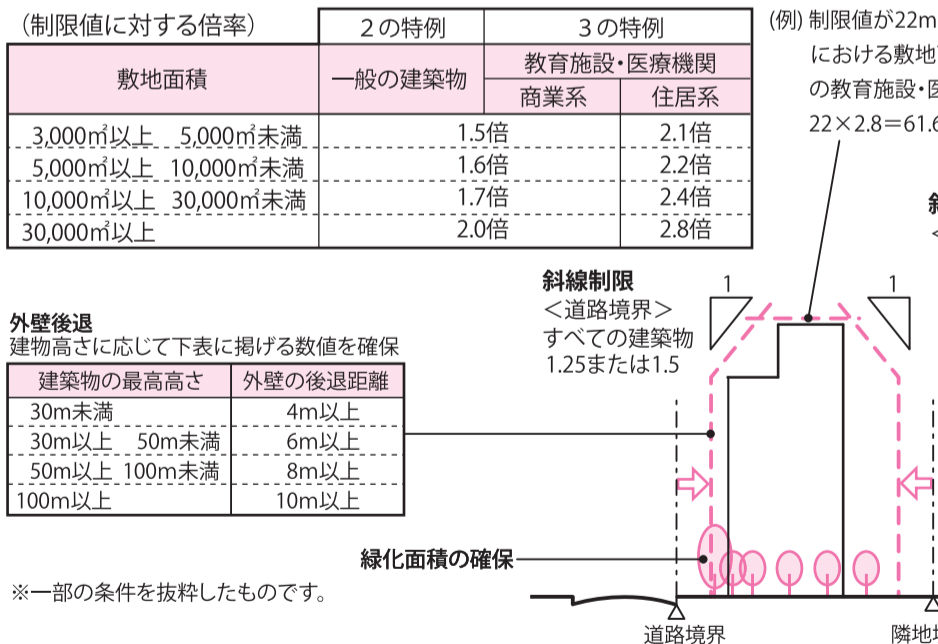 (制限値に対する倍率)
2の特例 3の特例
敷地面積 一般の建築物 教育施設・医療機関
商業系 住居系
3,000㎡以上 5,000㎡未満 1.5倍 2.1倍
5,000㎡以上 10,000㎡未満 1.6倍 2.2倍
10,000㎡以上 30,000㎡未満 1.7倍 2.4倍
30,000㎡以上 2.0倍 2.8倍
(例) 制限値が22m
における敷地
の教育施設・医
22×2.8=61.6
斜線制限
<道路境界>
すべての建築物
1.25または1.5
1
1
外壁後退
建物高さに応じて下表に掲げる数値を確保
建築物の最高高さ 外壁の後退距離
30m未満 4m以上
30m以上 50m未満 6m以上
50m以上 100m未満 8m以上
100m以上 10m以上
緑化面積の確保
※一部の条件を抜粋したものです。
道路境界
隣地